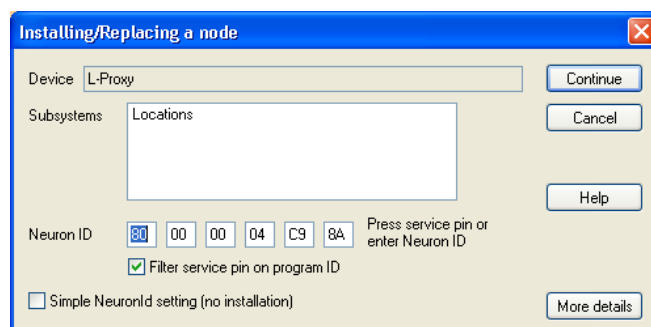 Installing/Replacing a node
Device L-Proxy Continue
Subsystems Locations Cancel
Help
Neuron ID 80 00 00 04 C9 8A Press service pin or
enter Neuron ID
Filter service pin on program ID
Simple NeuronId setting (no installation) More details